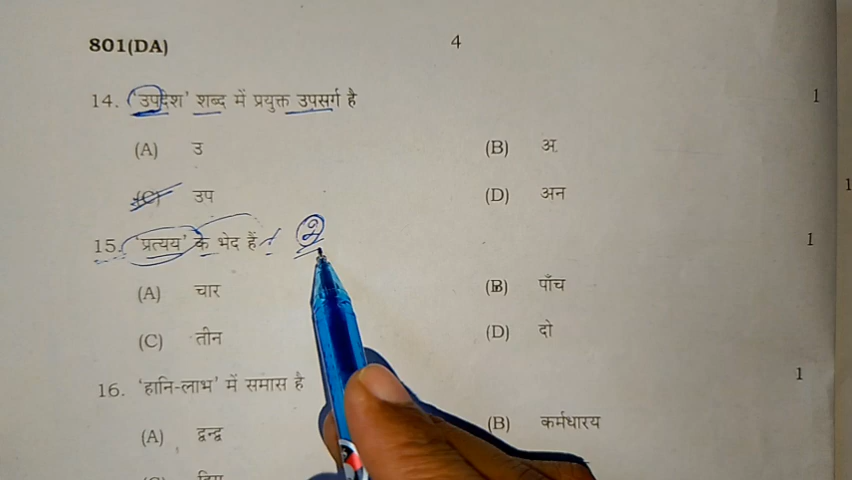 801(DA)
4
14. 'उपदेश' शब्द में प्रयुक्त उपसर्ग है 1
(A) उ (B) अ
(C) उप (D) अन
1
15. 'प्रत्यय' के भेद हैं 1
(A) चार (B) पाँच
(C) तीन (D) दो
16. 'हानि-लाभ' में समास है 1
(A) द्वन्द्व (B) कर्मधारय